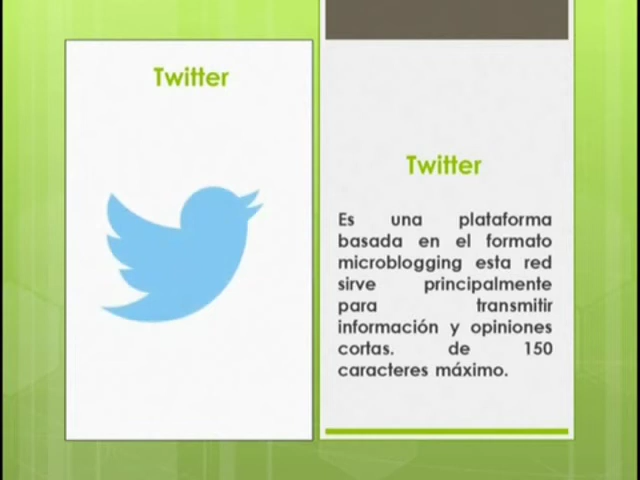 Twitter
Twitter
Es una plataforma
basada en el formato
microblogging esta red
sirve principalmente
para transmitir
información y opiniones
cortas. de 150
caracteres máximo.